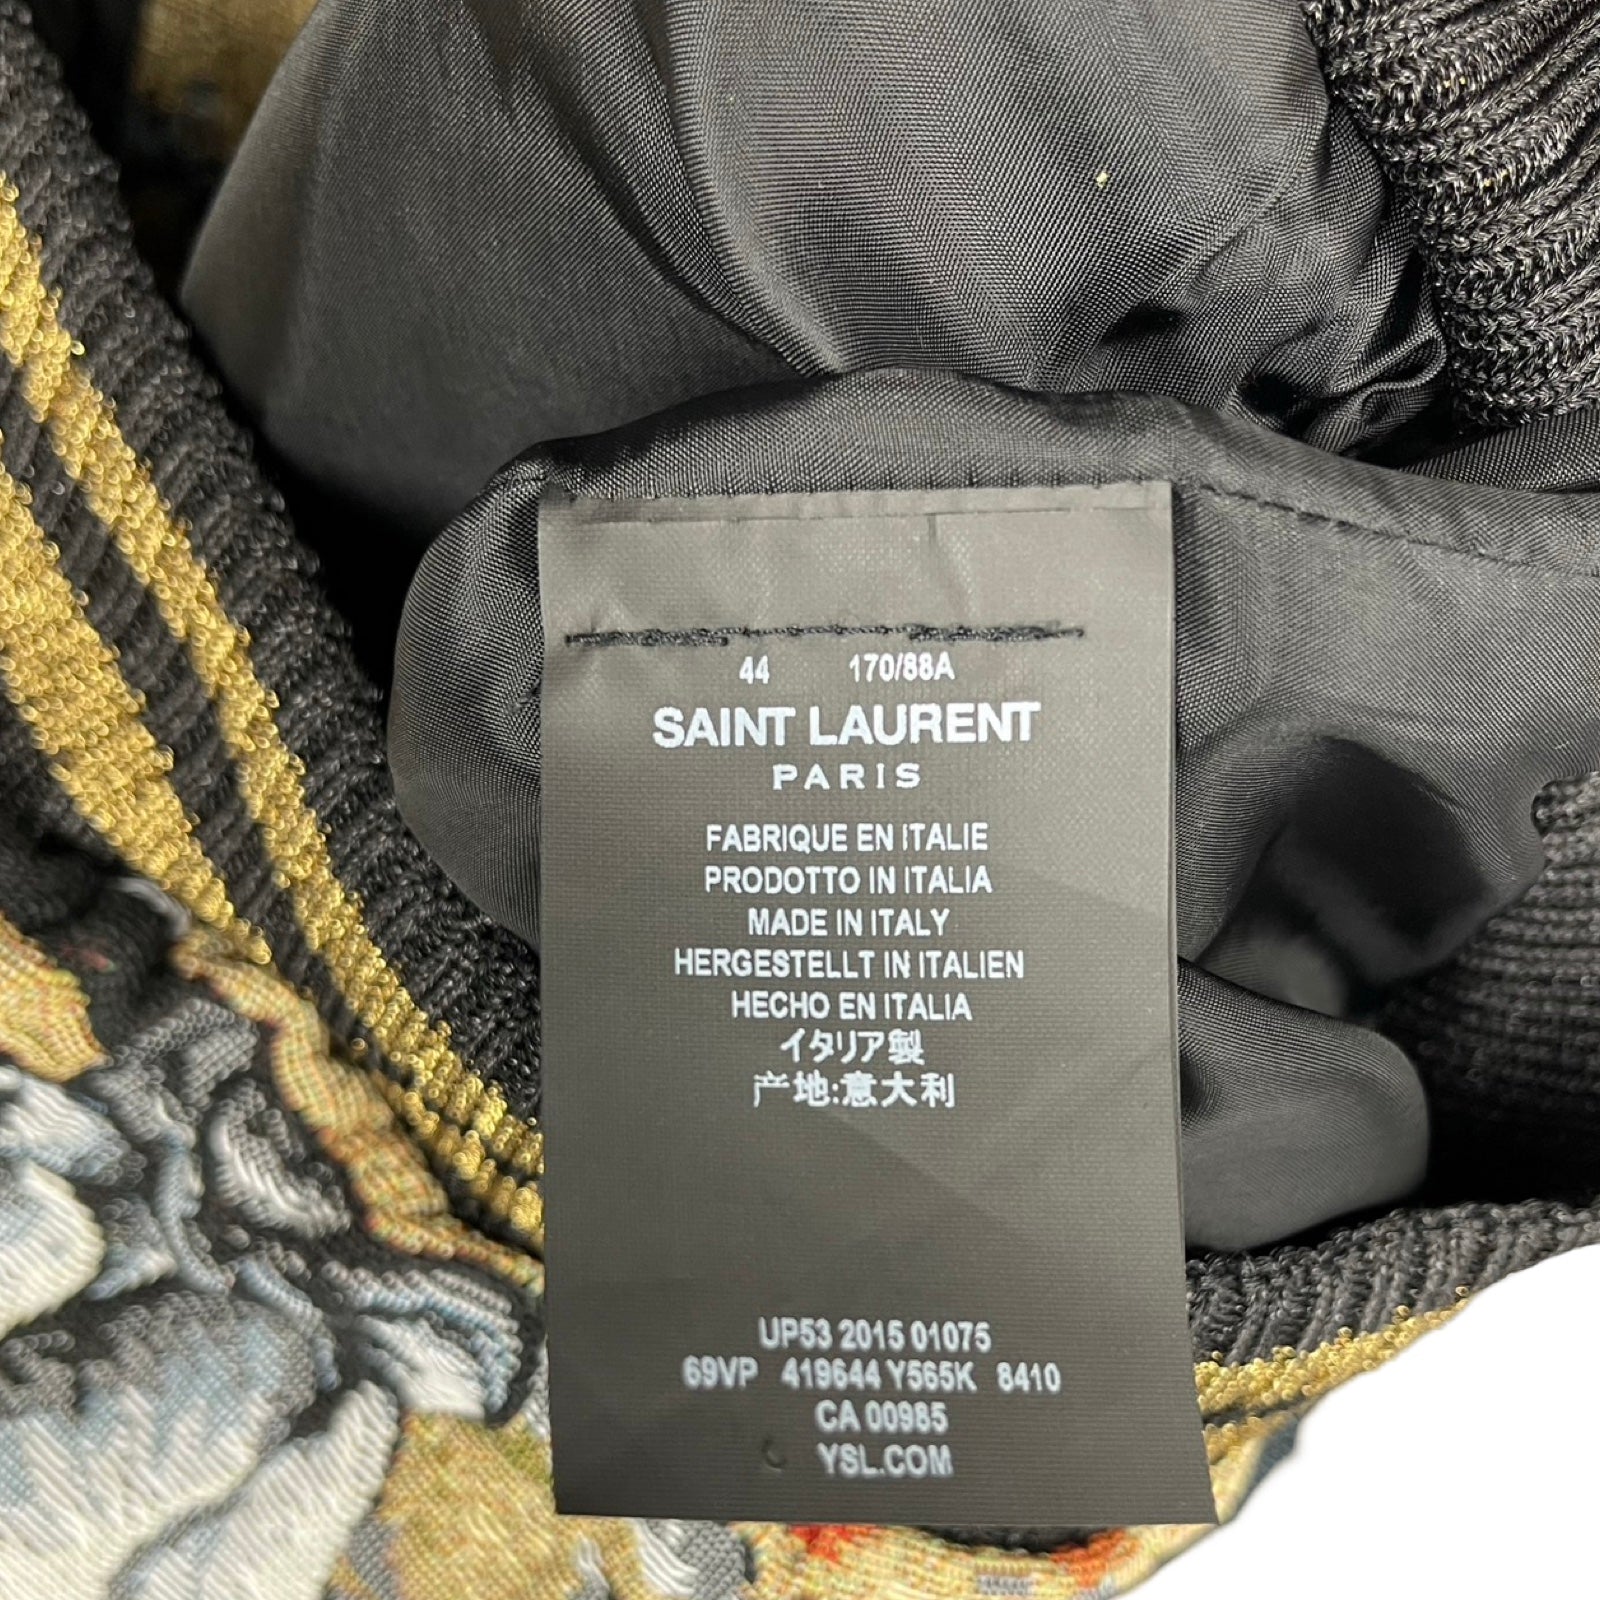 44 170/88A
SAINT LAURENT
PARIS
FABRIQUE EN ITALIE
PRODOTTO IN ITALIA
MADE IN ITALY
HERGESTELLT IN ITALIEN
HECHO EN ITALIA
イタリア製
产地:意大利
UP53 2015 01075
69VP 419644 Y565K 8410
CA 00985
YSL.COM